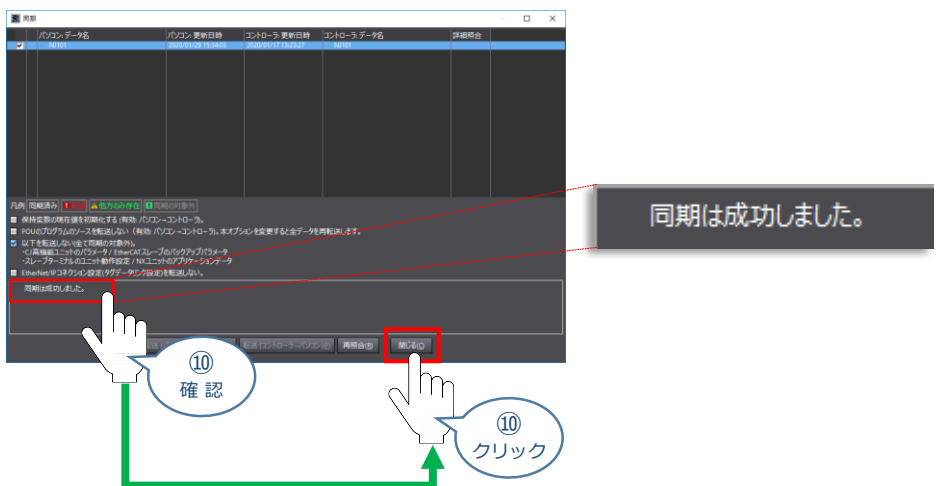 同期
パソコン:データ名 パソコン:更新日時 コントローラ:更新日時 コントローラ:データ名 詳細照合
NJ101 2020/01/29 15:34:03 2020/01/17 13:23:27 NJ101
凡例 同期済み 他方のみ存在 同期の対象外
保持変数の現在値を初期化する (有効: パソコン→コントローラ)。
POUのプログラムのソースを転送しない (有効: パソコン→コントローラ)。本オプションを変更すると全データを再転送します。
以下を転送しない(全て同期の対象外)。
・CJ高機能ユニットのパラメータ / EtherCATスレーブのバックアップパラメータ
・スレーブターミナルのユニット動作設定 / NXユニットのアプリケーションデータ
EtherNet/IPコネクション設定(タグデータリンク設定)を転送しない。
同期は成功しました。
同期は成功しました。
転送 [コントローラ→パソコン](F) 再照合(R) 閉じる(C)
⑩
確 認
⑩
クリック